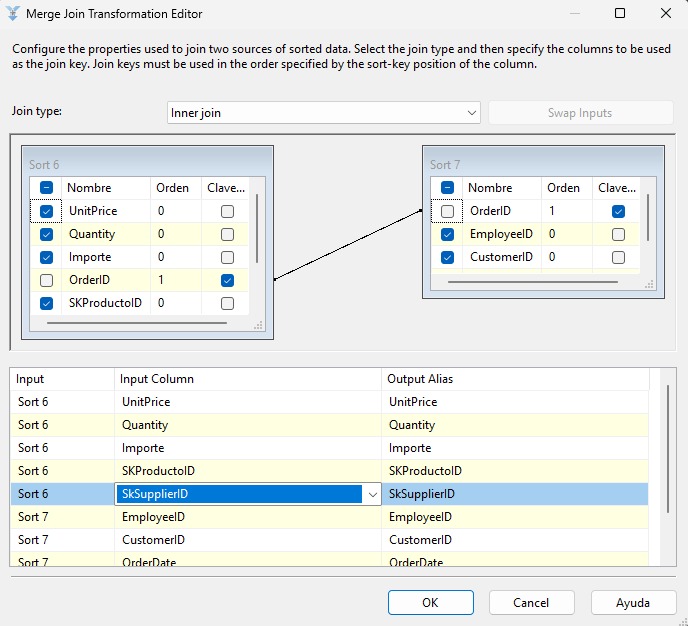 Merge Join Transformation Editor
Configure the properties used to join two sources of sorted data. Select the join type and then specify the columns to be used
as the join key. Join keys must be used in the order specified by the sort-key position of the column.
Join type: Inner join Swap Inputs
Sort 6
Nombre Orden Clave...
UnitPrice 0
Quantity 0
Importe 0
OrderID 1
SKProductoID 0
Sort 7
Nombre Orden Clave...
OrderID 1
EmployeeID 0
CustomerID 0
Input Input Column Output Alias
Sort 6 UnitPrice UnitPrice
Sort 6 Quantity Quantity
Sort 6 Importe Importe
Sort 6 SKProductoID SKProductoID
Sort 6 SkSupplierID SkSupplierID
Sort 7 EmployeeID EmployeeID
Sort 7 CustomerID CustomerID
Sort 7 OrderDate OrderDate
OK Cancel Ayuda